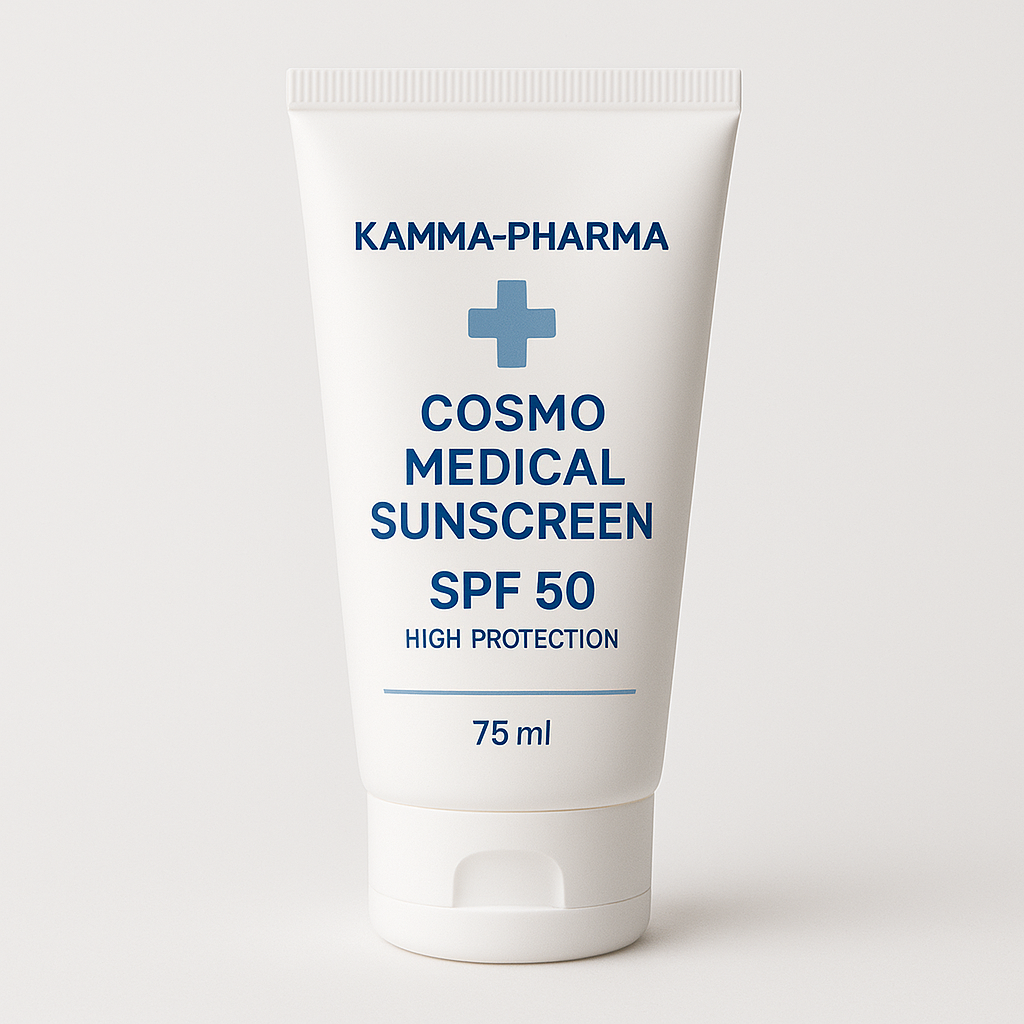 KAMMA-PHARMA
COSMO
MEDICAL
SUNSCREEN
SPF 50
HIGH PROTECTION
75 ml